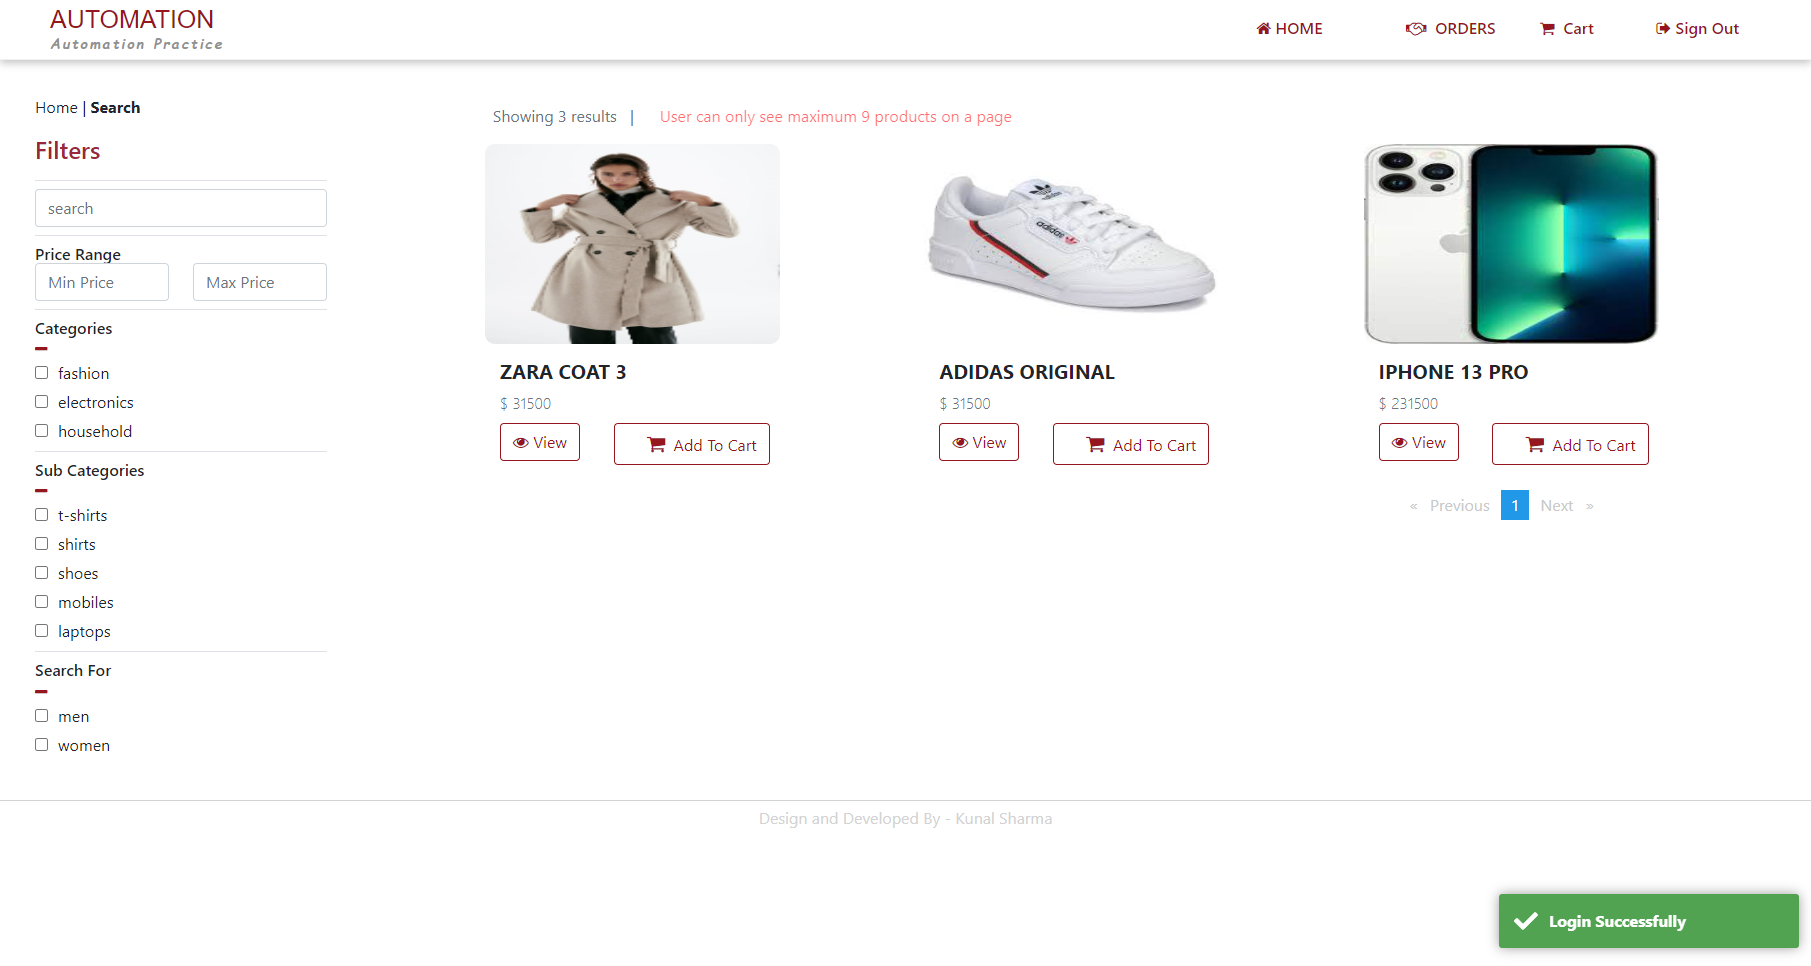 AUTOMATION
Automation Practice
HOME
ORDERS
Cart
Sign Out
Home | Search
Filters
search
Price Range
Min Price
Max Price
Categories
fashion
electronics
household
Sub Categories
t-shirts
shirts
shoes
mobiles
laptops
Search For
men
women
Showing 3 results |
User can only see maximum 9 products on a page
ZARA COAT 3
$ 31500
View
Add To Cart
adidas
adidas
ADIDAS ORIGINAL
$ 31500
View
Add To Cart
IPHONE 13 PRO
$ 231500
View
Add To Cart
« Previous 1 Next »
Design and Developed By - Kunal Sharma
Login Successfully